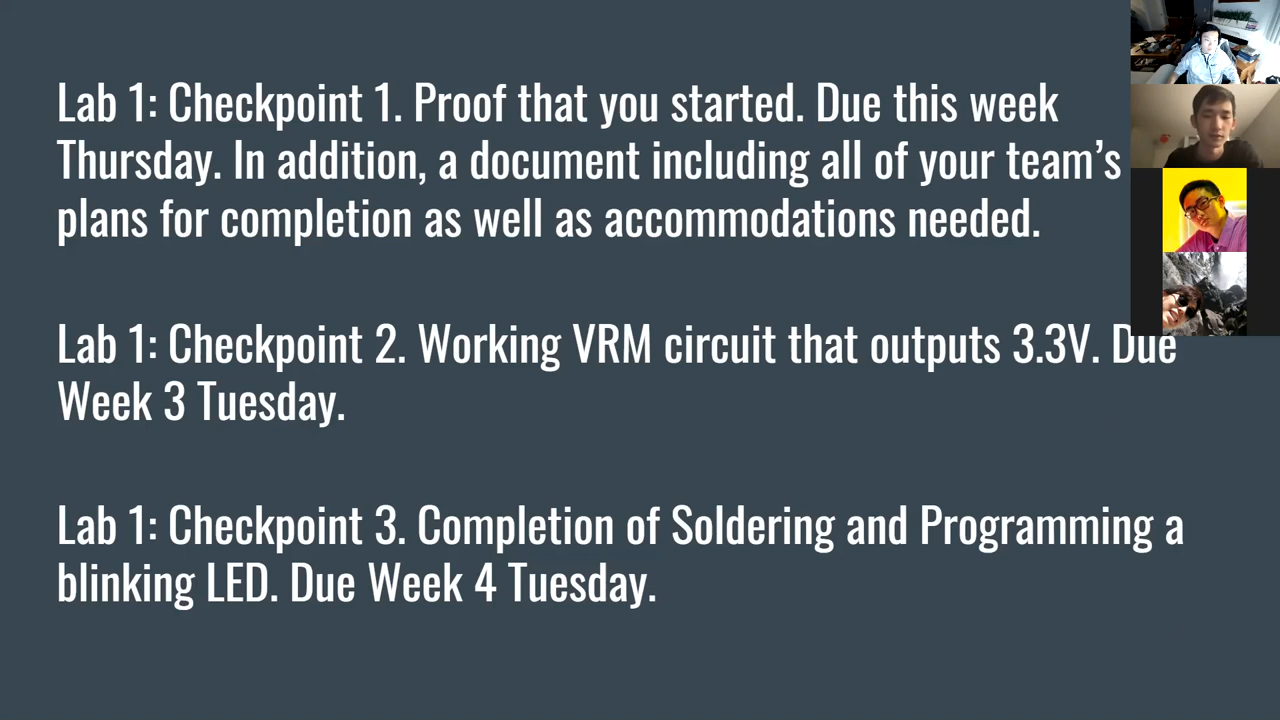 Lab 1: Checkpoint 1. Proof that you started. Due this week
Thursday. In addition, a document including all of your team’s
plans for completion as well as accommodations needed.
Lab 1: Checkpoint 2. Working VRM circuit that outputs 3.3V. Due
Week 3 Tuesday.
Lab 1: Checkpoint 3. Completion of Soldering and Programming a
blinking LED. Due Week 4 Tuesday.